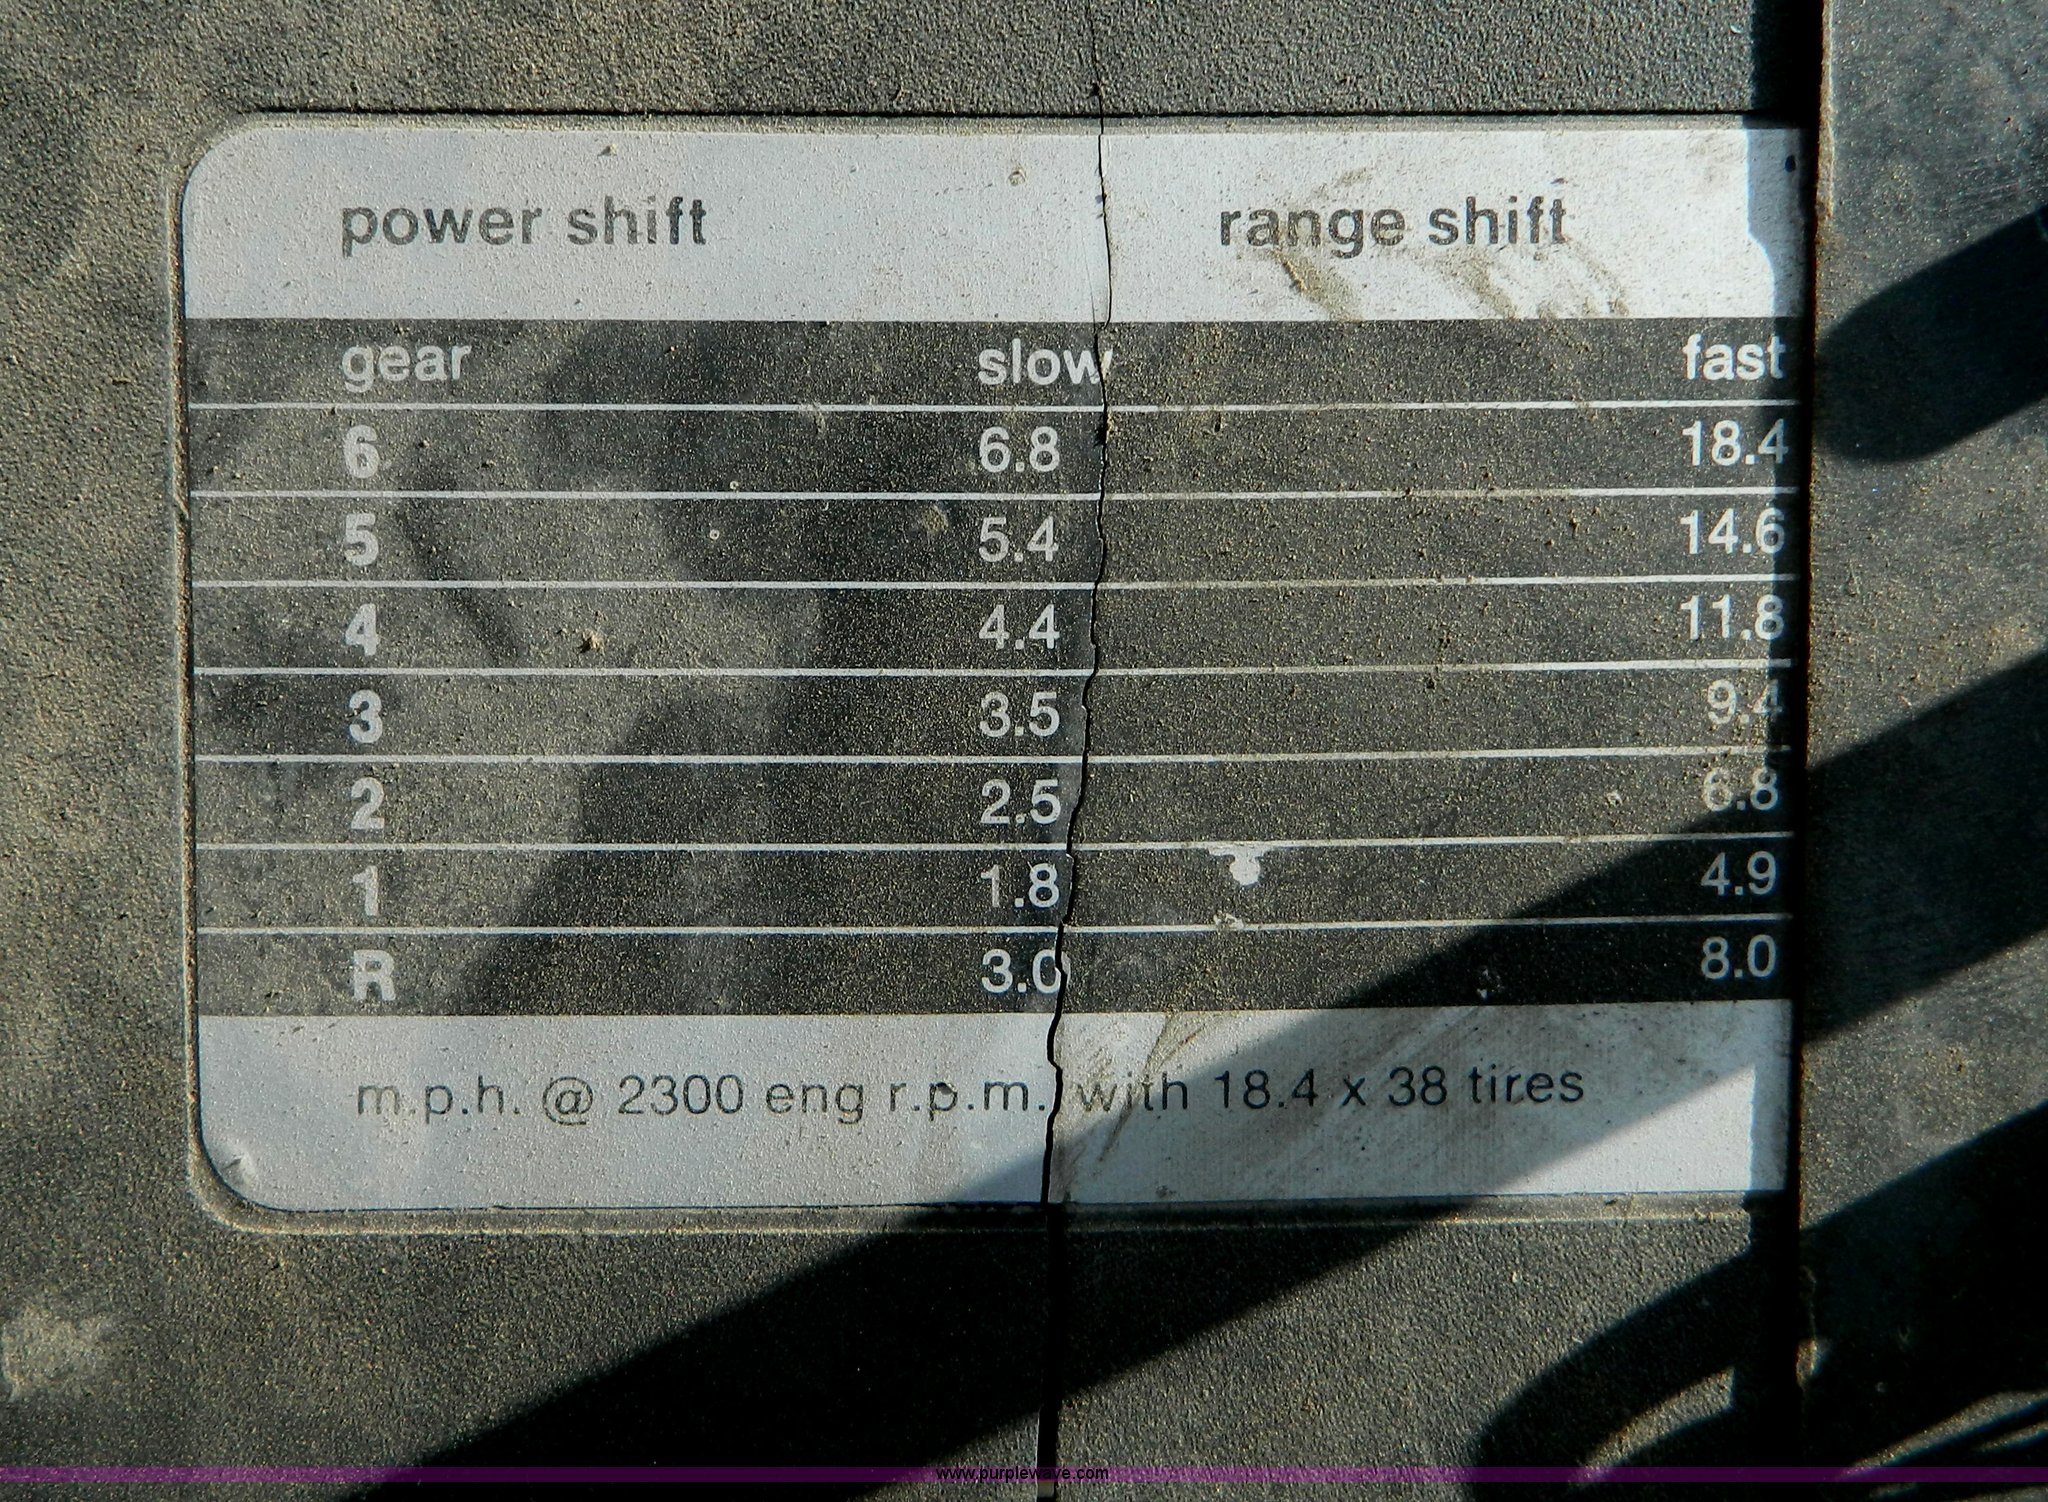 power shift range shift
gear slow fast
6 6.8 18.4
5 5.4 14.6
4 4.4 11.8
3 3.5 9.4
2 2.5 6.8
1 1.8 4.9
R 3.0 8.0
m.p.h. @ 2300 eng r.p.m. with 18.4 x 38 tires
www.purplewave.com